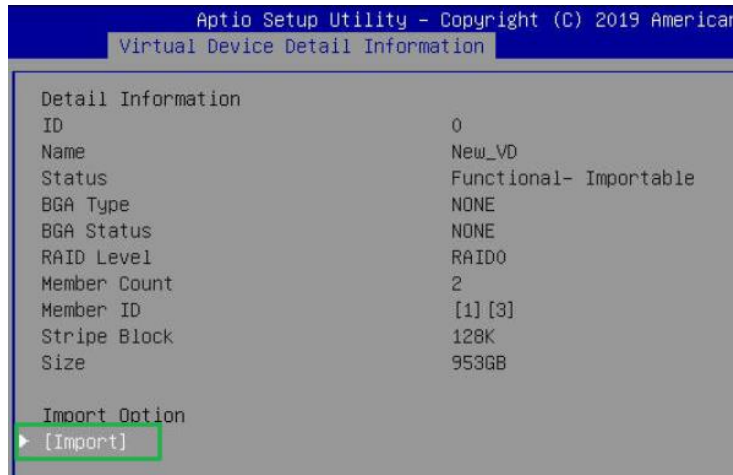 Aptio Setup Utility – Copyright (C) 2019 American
Virtual Device Detail Information
Detail Information
ID 0
Name New_VD
Status Functional- Importable
BGA Type NONE
BGA Status NONE
RAID Level RAID0
Member Count 2
Member ID [1][3]
Stripe Block 128K
Size 953GB
Import Option
[Import]